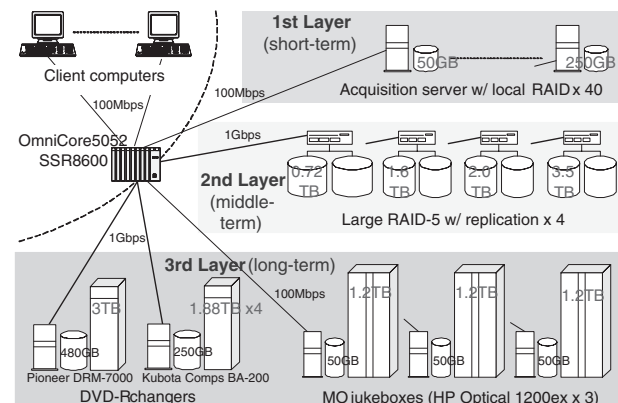 1st Layer
(short-term)
50GB
250GB
Acquisition server w/ local RAID x 40
Client computers
100Mbps
100Mbps
OmniCore5052
SSR8600
1Gbps
2nd Layer
(middle-
term)
0.72
TB
1.6
TB
2.0
TB
3.5
TB
Large RAID-5 w/ replication x 4
1Gbps
3rd Layer (long-term)
100Mbps
3TB
480GB
Pioneer DRM-7000
1.88TB x4
250GB
Kubota Comps BA-200
DVD-Rchangers
1.2TB
50GB
1.2TB
50GB
1.2TB
50GB
MO jukeboxes (HP Optical 1200ex x 3)